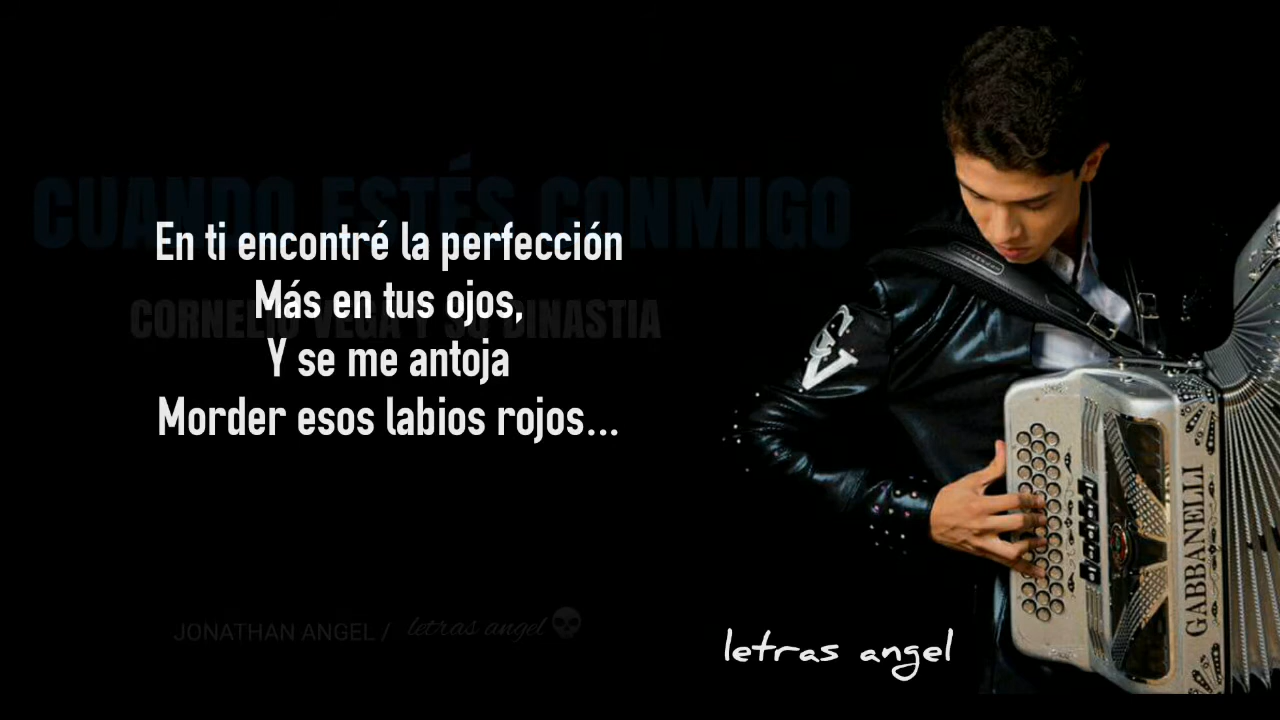 CUANDO ESTÉS CONMIGO
En ti encontré la perfección
Más en tus ojos,
CORNELIO VEGA Y SU DINASTIA
Y se me antoja
Morder esos labios rojos...
JONATHAN ANGEL / letras angel
letras angel
CV
GABBANELLI